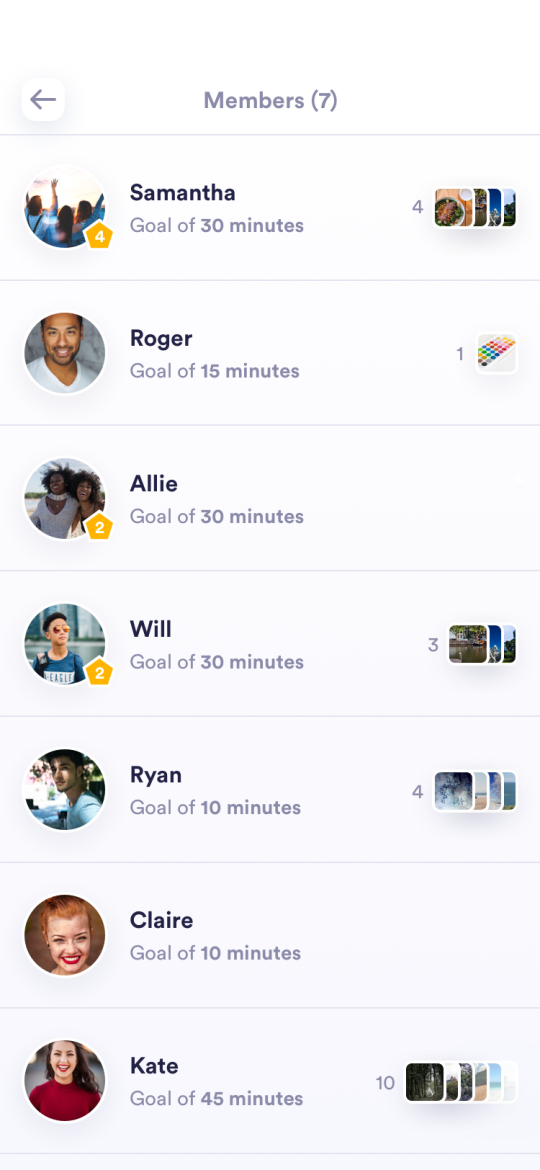 Members (7)
Samantha
Goal of 30 minutes
4
4
Roger
Goal of 15 minutes
1
Allie
Goal of 30 minutes
2
Will
Goal of 30 minutes
2
3
Ryan
Goal of 10 minutes
4
Claire
Goal of 10 minutes
Kate
Goal of 45 minutes
10